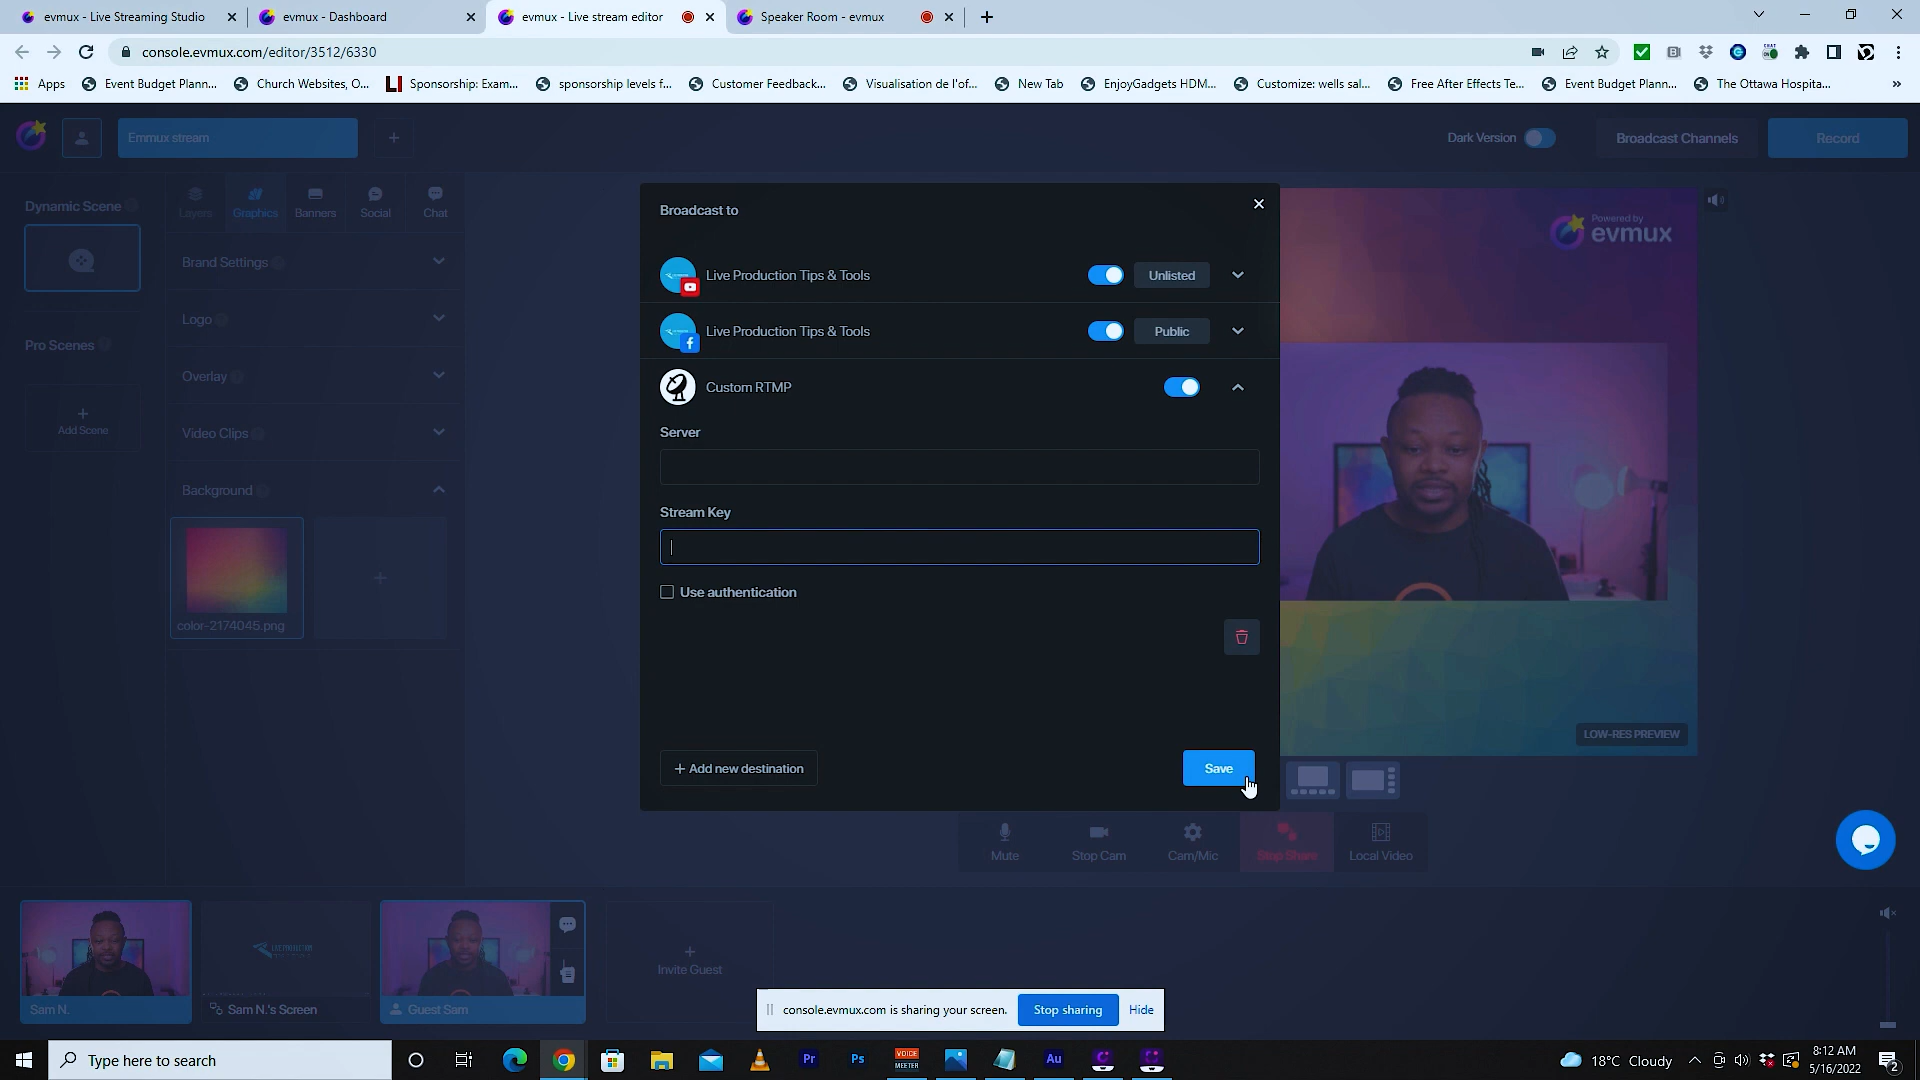 evmux - Live Streaming Studio
evmux - Dashboard
evmux - Live stream editor
Speaker Room - evmux
console.evmux.com/editor/3512/6330
Apps
Event Budget Plann...
Church Websites, O...
Sponsorship: Exam...
sponsorship levels f...
Customer Feedback...
Visualisation de l'of...
New Tab
EnjoyGadgets HDM...
Customize: wells sal...
Free After Effects Te...
Event Budget Plann...
The Ottawa Hospita...
Emmux stream
Dark Version
Broadcast Channels
Record
Dynamic Scene
Layers
Graphics
Banners
Social
Chat
Brand Settings
Logo
Pro Scenes
Overlay
Add Scene
Video Clips
Background
color-2174045.png
Broadcast to
Live Production Tips & Tools
Unlisted
Live Production Tips & Tools
Public
Custom RTMP
Server
Stream Key
Use authentication
+ Add new destination
Save
Powered by
evmux
LOW-RES PREVIEW
Mute
Stop Cam
Cam/Mic
Stop Share
Local Video
Sam N.
Sam N.'s Screen
Guest Sam
Invite Guest
console.evmux.com is sharing your screen.
Stop sharing
Hide
Type here to search
Pr
Ps
VOICE
MEETER
Au
18°C Cloudy
8:12 AM
5/16/2022
2